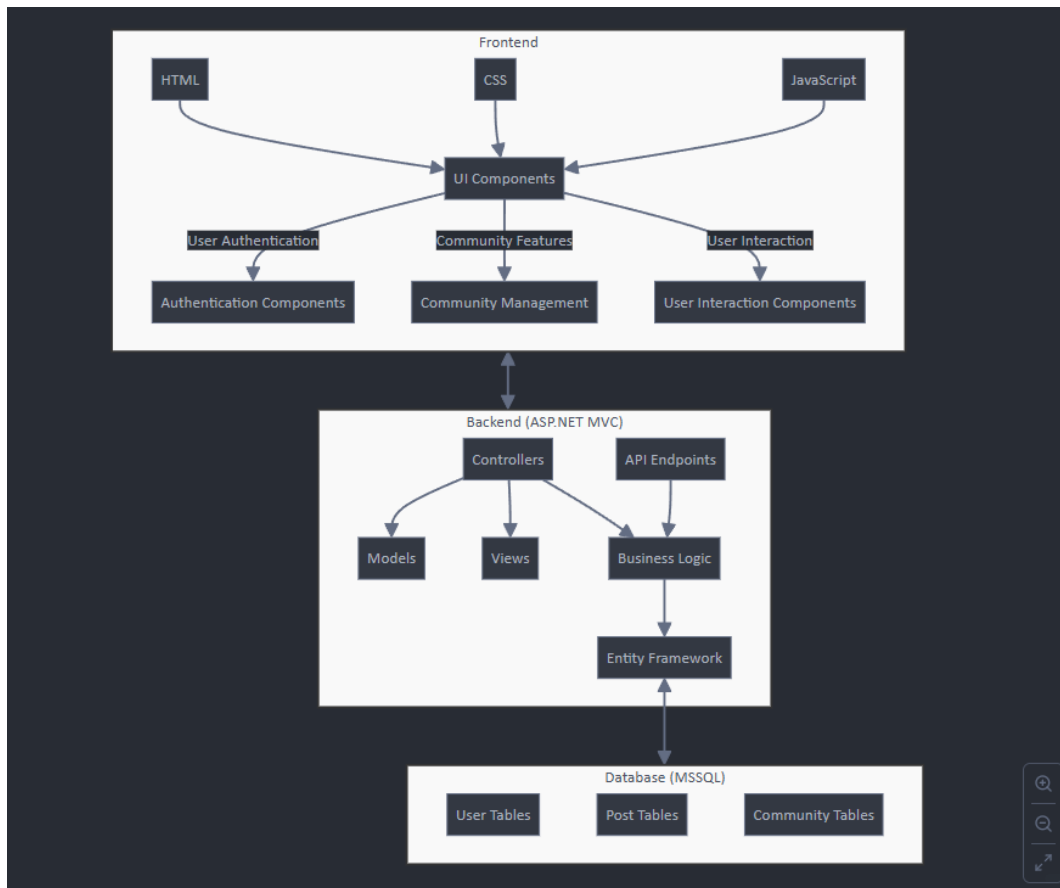 Frontend
HTML
CSS
JavaScript
UI Components
User Authentication
Community Features
User Interaction
Authentication Components
Community Management
User Interaction Components
Backend (ASP.NET MVC)
Controllers
API Endpoints
Models
Views
Business Logic
Entity Framework
Database (MSSQL)
User Tables
Post Tables
Community Tables